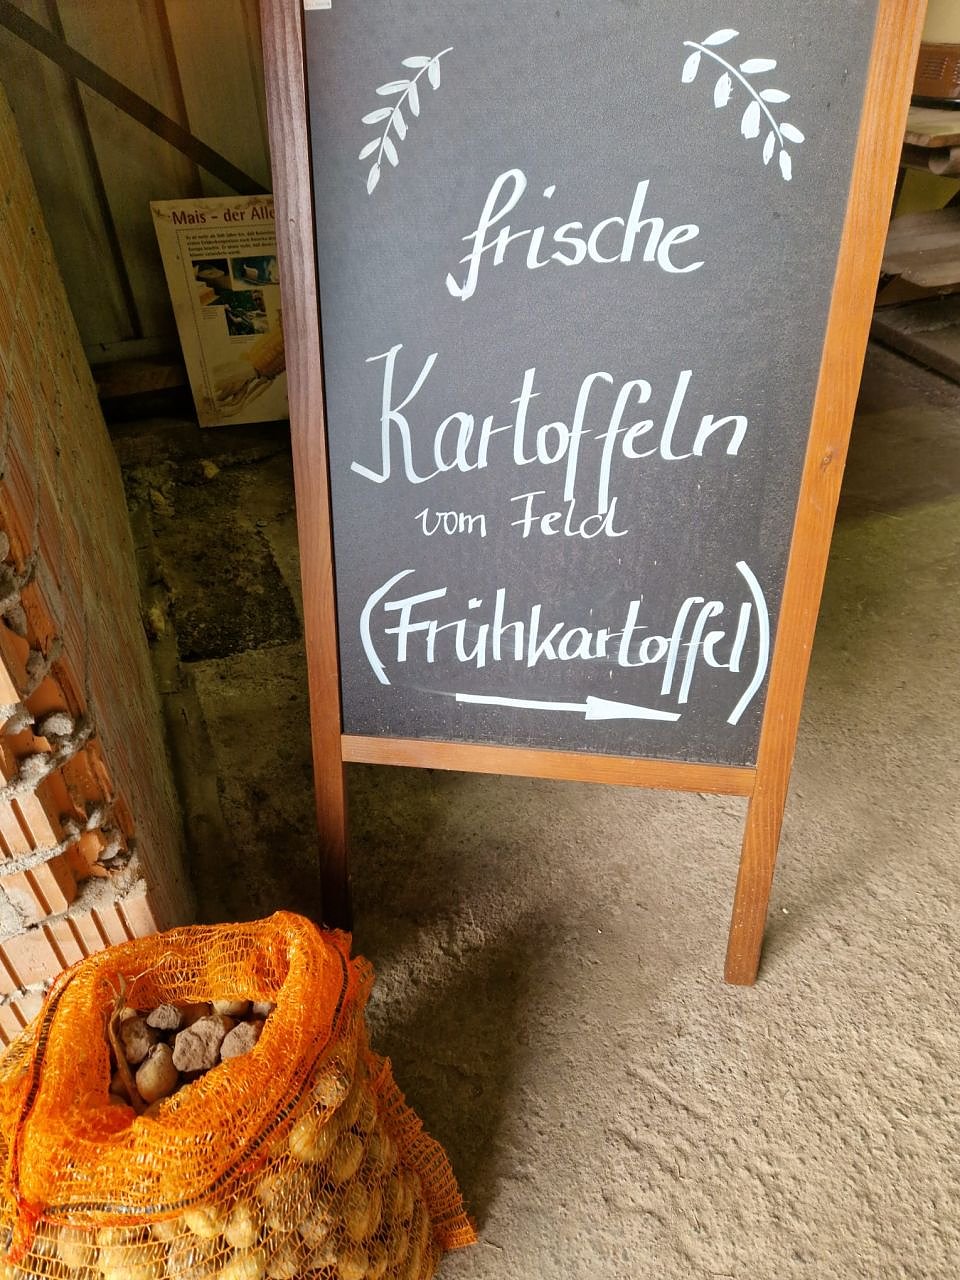 frische
Kartoffeln
vom Feld
(Frühkartoffel)
Mais - der Alle